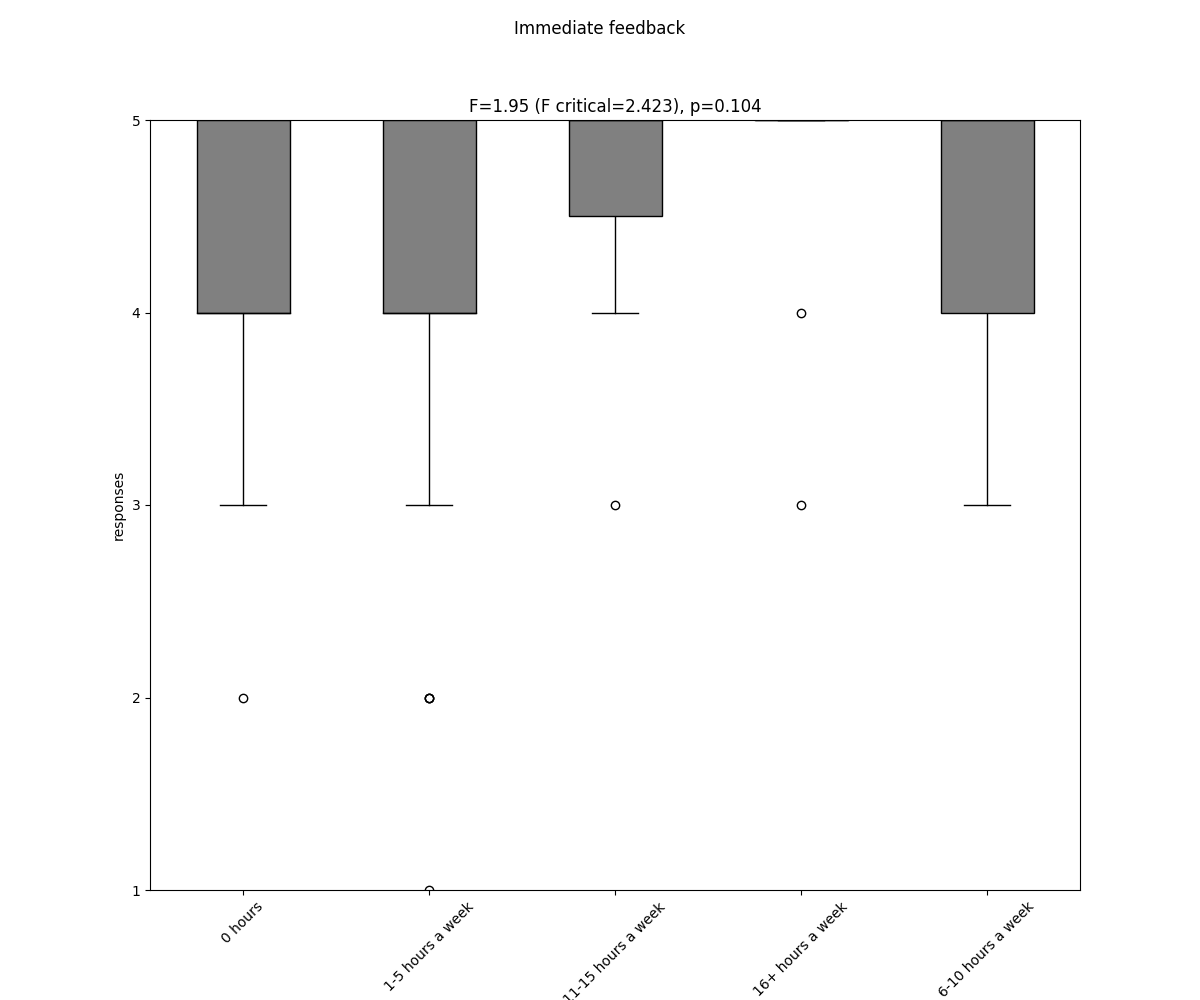 Immediate feedback
F=1.95 (F critical=2.423), p=0.104
5
4
3
2
1
responses
0 hours
1-5 hours a week
11-15 hours a week
16+ hours a week
6-10 hours a week